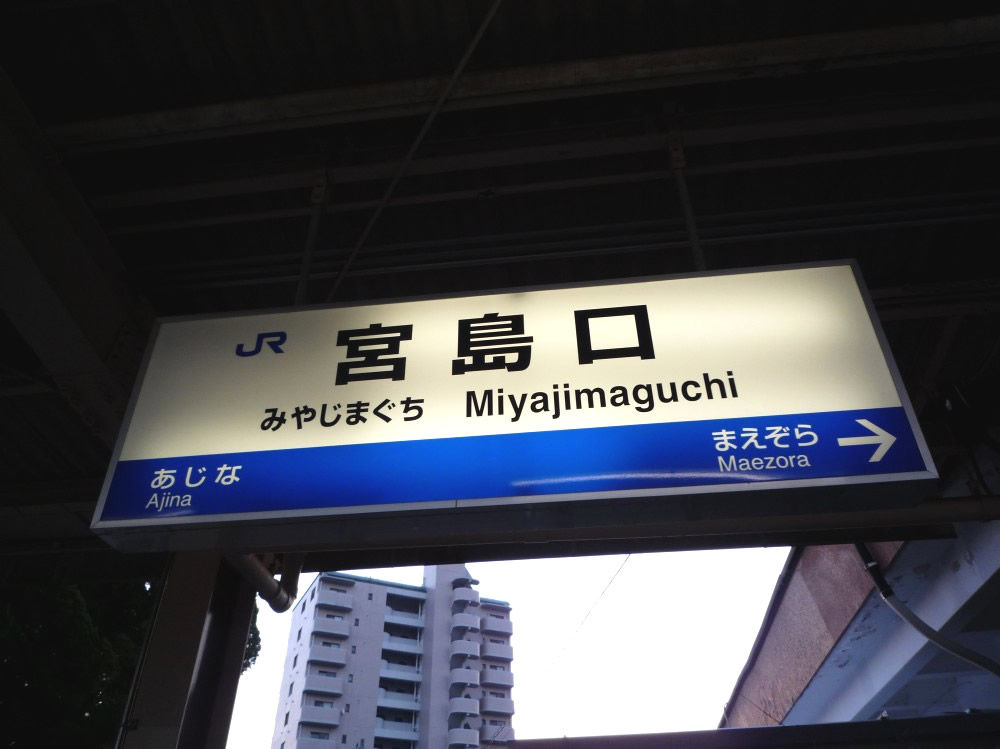 JR 宮島口
みやじまぐち Miyajimaguchi
あじな
Ajina
まえぞら →
Maezora